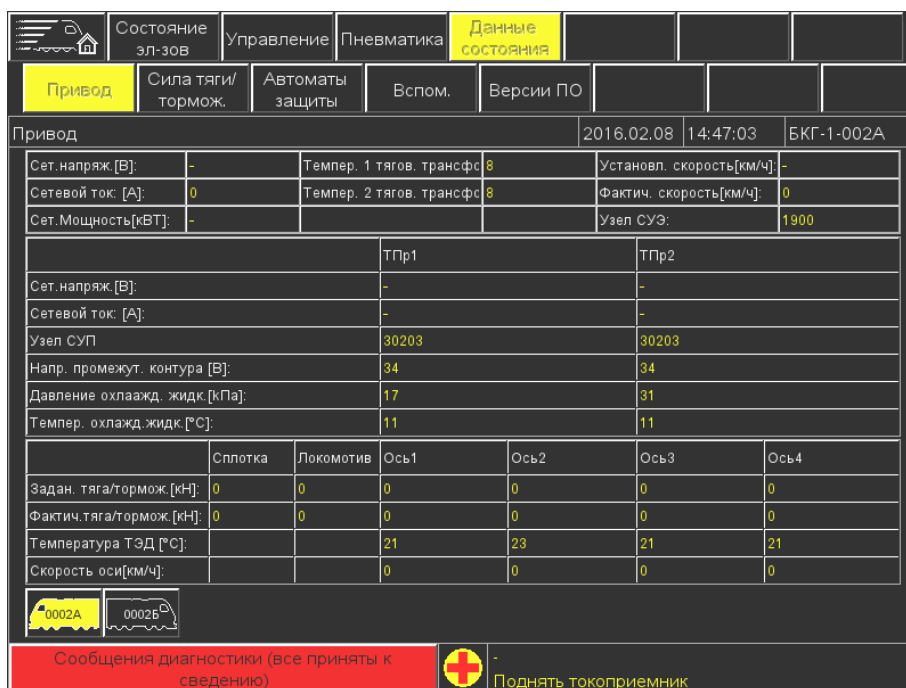 Состояние эл-зов Управление Пневматика Данные состояния
Привод Сила тяги/ тормож. Автоматы защиты Вспом. Версии ПО
Привод 2016.02.08 14:47:03 БКГ-1-002А
Сет.напряж.[В]: - Темпер. 1 тягов. трансфо 8 Установл. скорость[км/ч]: -
Сетевой ток: [А]: 0 Темпер. 2 тягов. трансфо 8 Фактич. скорость[км/ч]: 0
Сет.Мощность[кВТ]: - Узел СУЭ: 1900
ТПр1 ТПр2
Сет.напряж.[В]: - -
Сетевой ток: [А]: - -
Узел СУП 30203 30203
Напр. промежут. контура [В]: 34 34
Давление охлаажд. жидк.[кПа]: 17 31
Темпер. охлажд.жидк.[°С]: 11 11
Сплотка Локомотив Ось1 Ось2 Ось3 Ось4
Задан. тяга/тормож.[кН]: 0 0 0 0 0 0
Фактич.тяга/тормож.[кН]: 0 0 0 0 0 0
Температура ТЭД [°С]: 21 23 21 21
Скорость оси[км/ч]: 0 0 0 0
0002А 0002Б
Сообщения диагностики (все приняты к сведению) -
Поднять токоприемник